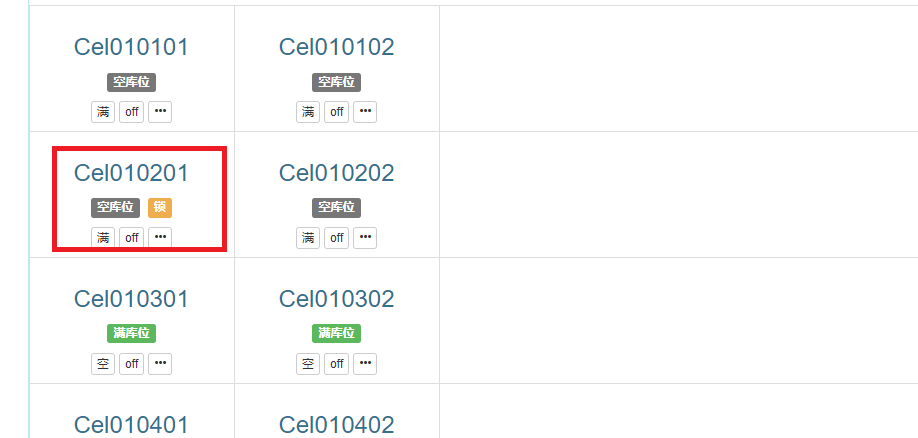 Cel010101 Cel010102
空库位 空库位
满 off ••• 满 off •••
Cel010201 Cel010202
空库位 锁 空库位
满 off ••• 满 off •••
Cel010301 Cel010302
满库位 满库位
空 off ••• 空 off •••
Cel010401 Cel010402